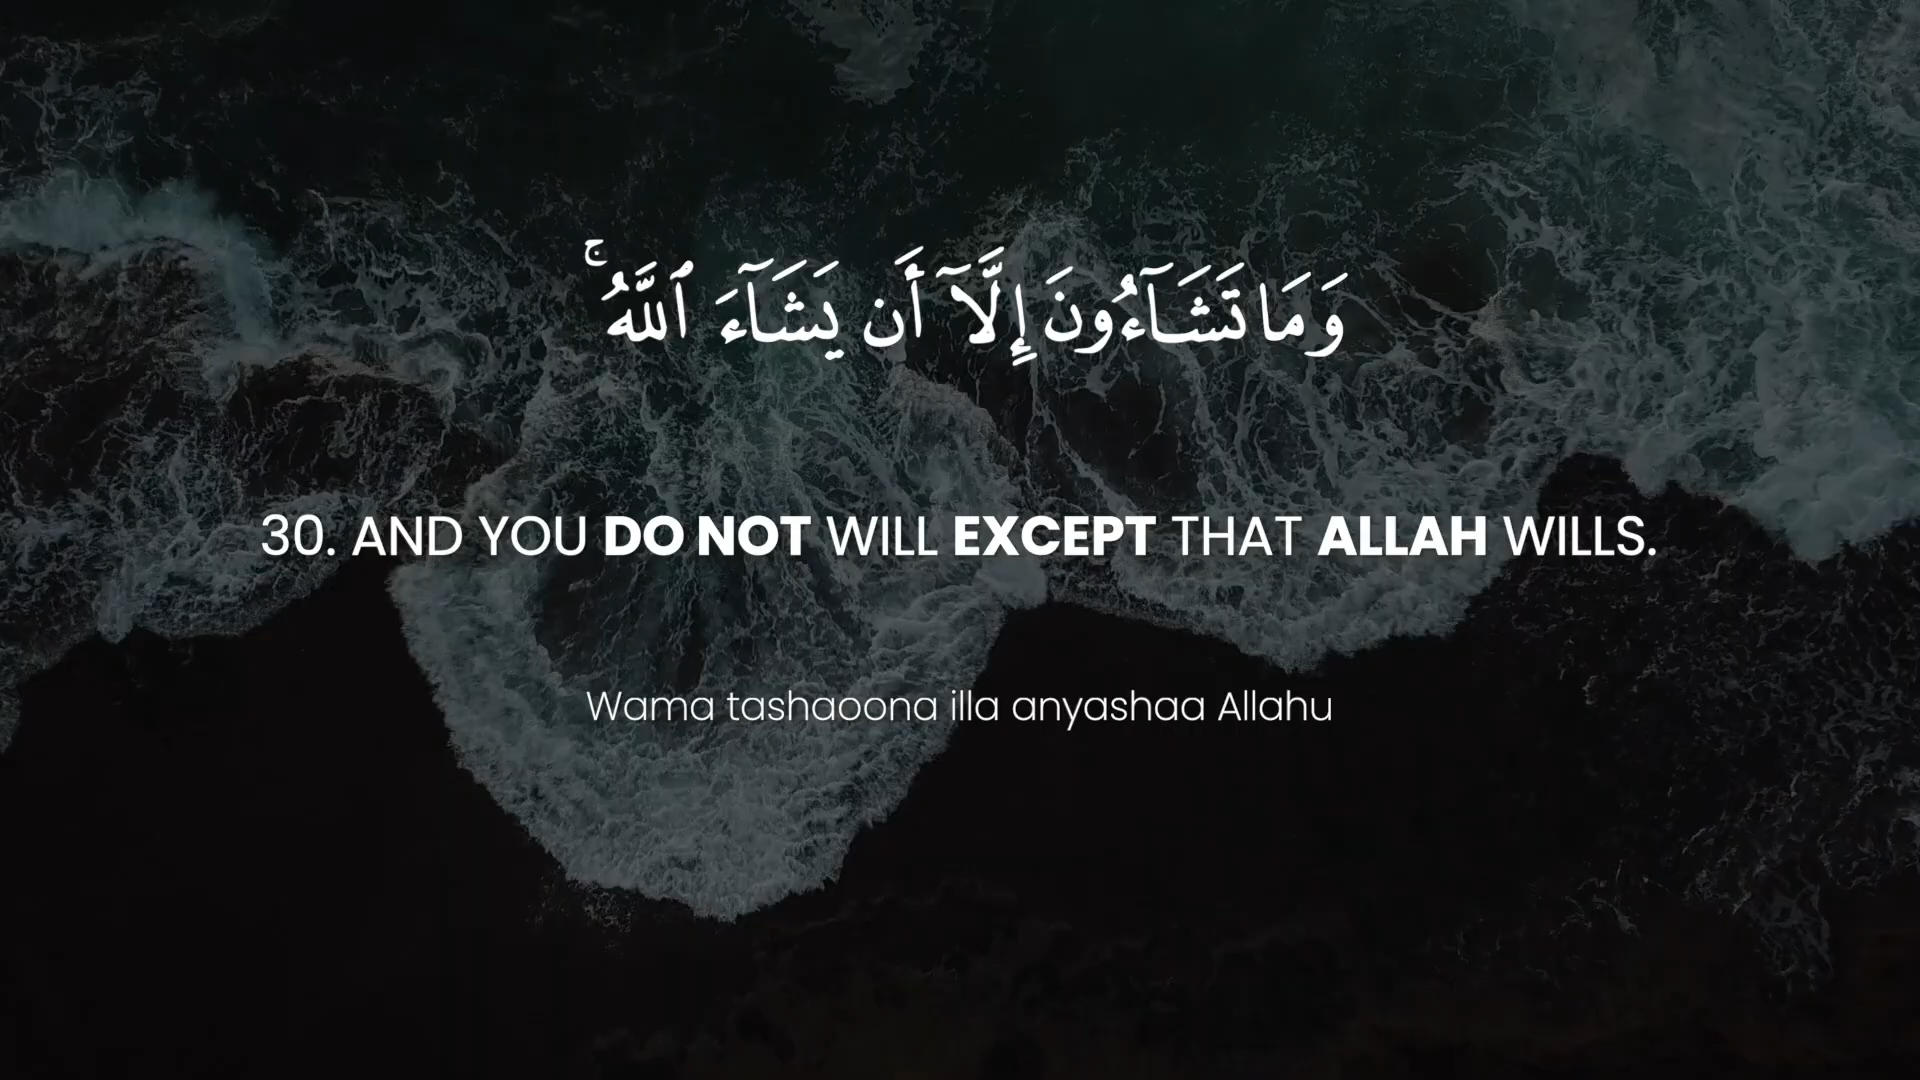 وَمَا تَشَآءُونَ إِلَّآ أَن يَشَآءَ ٱللَّهُ ۚ
30. AND YOU DO NOT WILL EXCEPT THAT ALLAH WILLS.
Wama tashaoona illa anyashaa Allahu